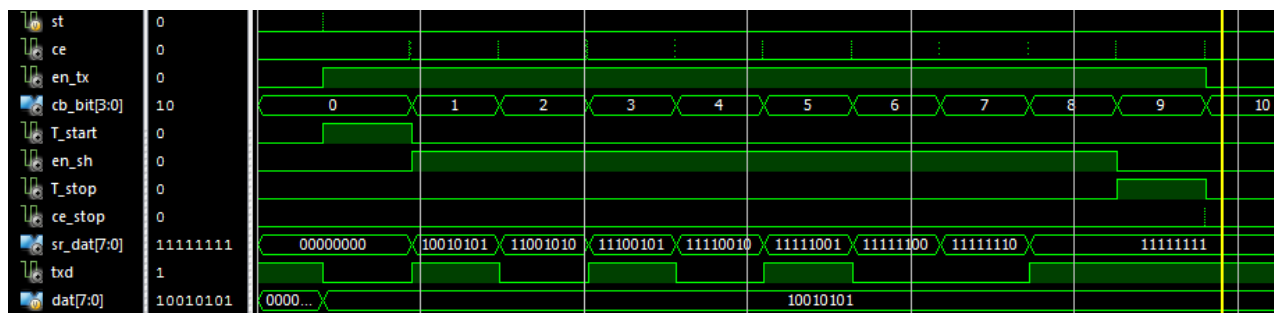 st 0
ce 0
en_tx 0
cb_bit[3:0] 10 0 1 2 3 4 5 6 7 8 9 10
T_start 0
en_sh 0
T_stop 0
ce_stop 0
sr_dat[7:0] 11111111 00000000 10010101 11001010 11100101 11110010 11111001 11111100 11111110 11111111
txd 1
dat[7:0] 10010101 0000... 10010101